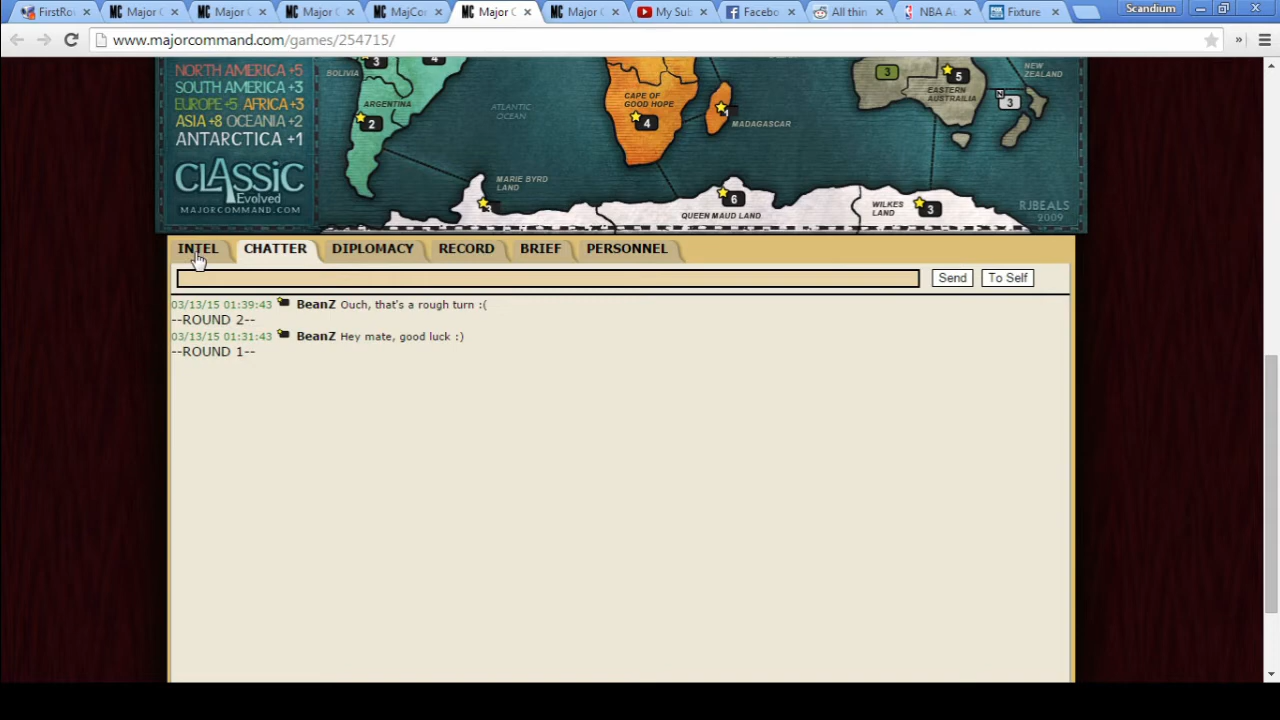 FirstRo
Major C
Major C
Major C
MajCo
Major C
Major C
My Sub
Facebo
All thin
NBA Au
Fixture
Scandium
www.majorcommand.com/games/254715/
»
NORTH AMERICA +5
SOUTH AMERICA +3
EUROPE +5 AFRICA +3
ASIA +8 OCEANIA +2
ANTARCTICA +1
CLASSIC
Evolved
MAJORCOMMAND.COM
3
4
BOLIVIA
ARGENTINA
2
ATLANTIC
OCEAN
CAPE OF
GOOD HOPE
4
MADAGASCAR
3
5
EASTERN
AUSTRAILIA
NEW
ZEALAND
N
3
MARIE BYRD
LAND
6
QUEEN MAUD LAND
WILKES
LAND
3
RJBEALS
2009
INTEL CHATTER DIPLOMACY RECORD BRIEF PERSONNEL
Send To Self
03/13/15 01:39:43 BeanZ Ouch, that's a rough turn :(
--ROUND 2--
03/13/15 01:31:43 BeanZ Hey mate, good luck :)
--ROUND 1--